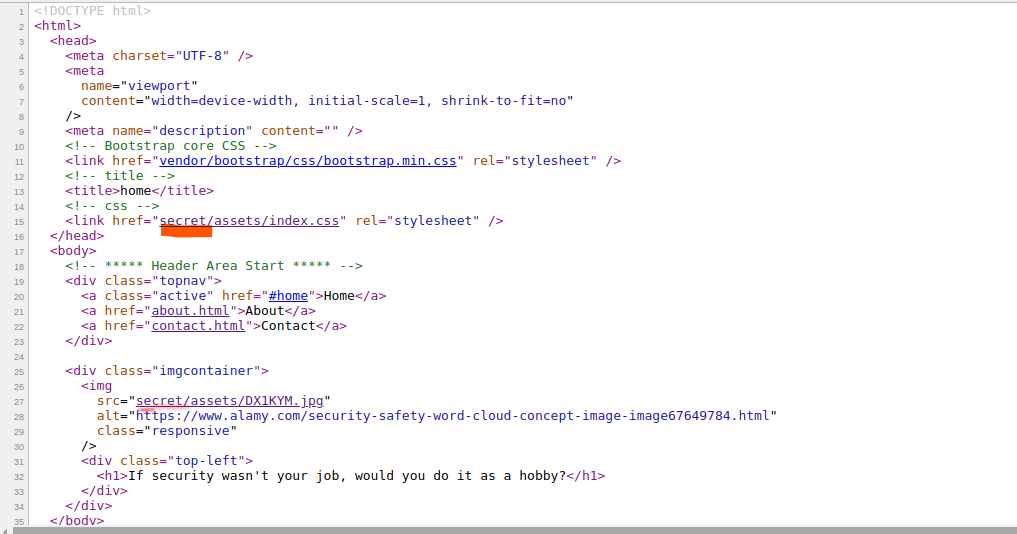 1 <!DOCTYPE html>
2 <html>
3   <head>
4     <meta charset="UTF-8" />
5     <meta
6       name="viewport"
7       content="width=device-width, initial-scale=1, shrink-to-fit=no"
8     />
9     <meta name="description" content="" />
10     <!-- Bootstrap core CSS -->
11     <link href="vendor/bootstrap/css/bootstrap.min.css" rel="stylesheet" />
12     <!-- title -->
13     <title>home</title>
14     <!-- css -->
15     <link href="secret/assets/index.css" rel="stylesheet" />
16   </head>
17   <body>
18     <!-- ***** Header Area Start ***** -->
19     <div class="topnav">
20       <a class="active" href="#home">Home</a>
21       <a href="about.html">About</a>
22       <a href="contact.html">Contact</a>
23     </div>
24
25     <div class="imgcontainer">
26       <img
27         src="secret/assets/DX1KYM.jpg"
28         alt="https://www.alamy.com/security-safety-word-cloud-concept-image-image67649784.html"
29         class="responsive"
30       />
31       <div class="top-left">
32         <h1>If security wasn't your job, would you do it as a hobby?</h1>
33       </div>
34     </div>
35   </body>